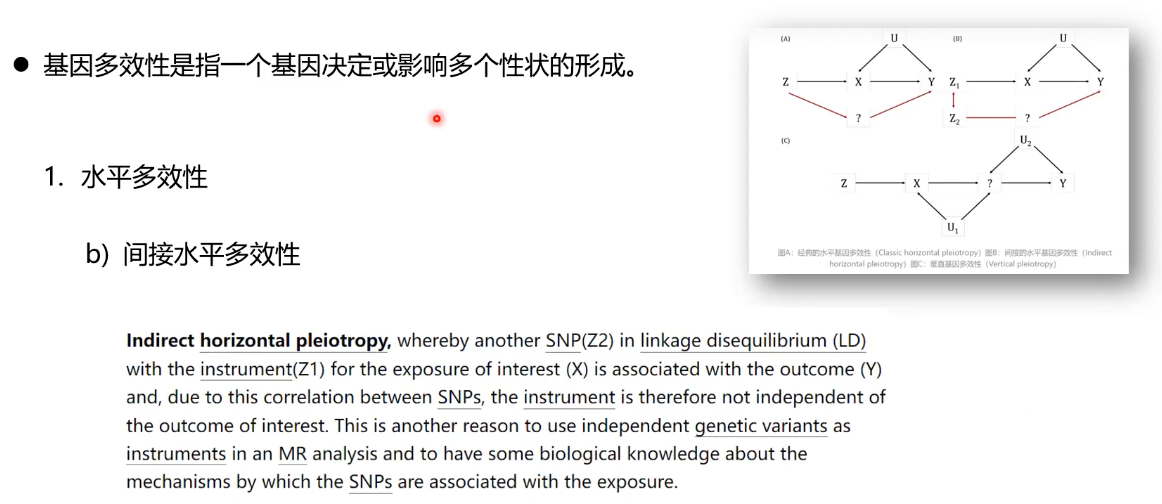 ● 基因多效性是指一个基因决定或影响多个性状的形成。
1. 水平多效性
b) 间接水平多效性
(A)
U
Z X Y
?
(B)
U
Z1 X Y
Z2 ?
(C)
U2
Z X ? Y
U1
图A：经典的水平基因多效性（Classic horizontal pleiotropy）图B：间接的水平基因多效性（Indirect
horizontal pleiotropy）图C：垂直基因多效性（Vertical pleiotropy）
Indirect horizontal pleiotropy, whereby another SNP(Z2) in linkage disequilibrium (LD)
with the instrument(Z1) for the exposure of interest (X) is associated with the outcome (Y)
and, due to this correlation between SNPs, the instrument is therefore not independent of
the outcome of interest. This is another reason to use independent genetic variants as
instruments in an MR analysis and to have some biological knowledge about the
mechanisms by which the SNPs are associated with the exposure.